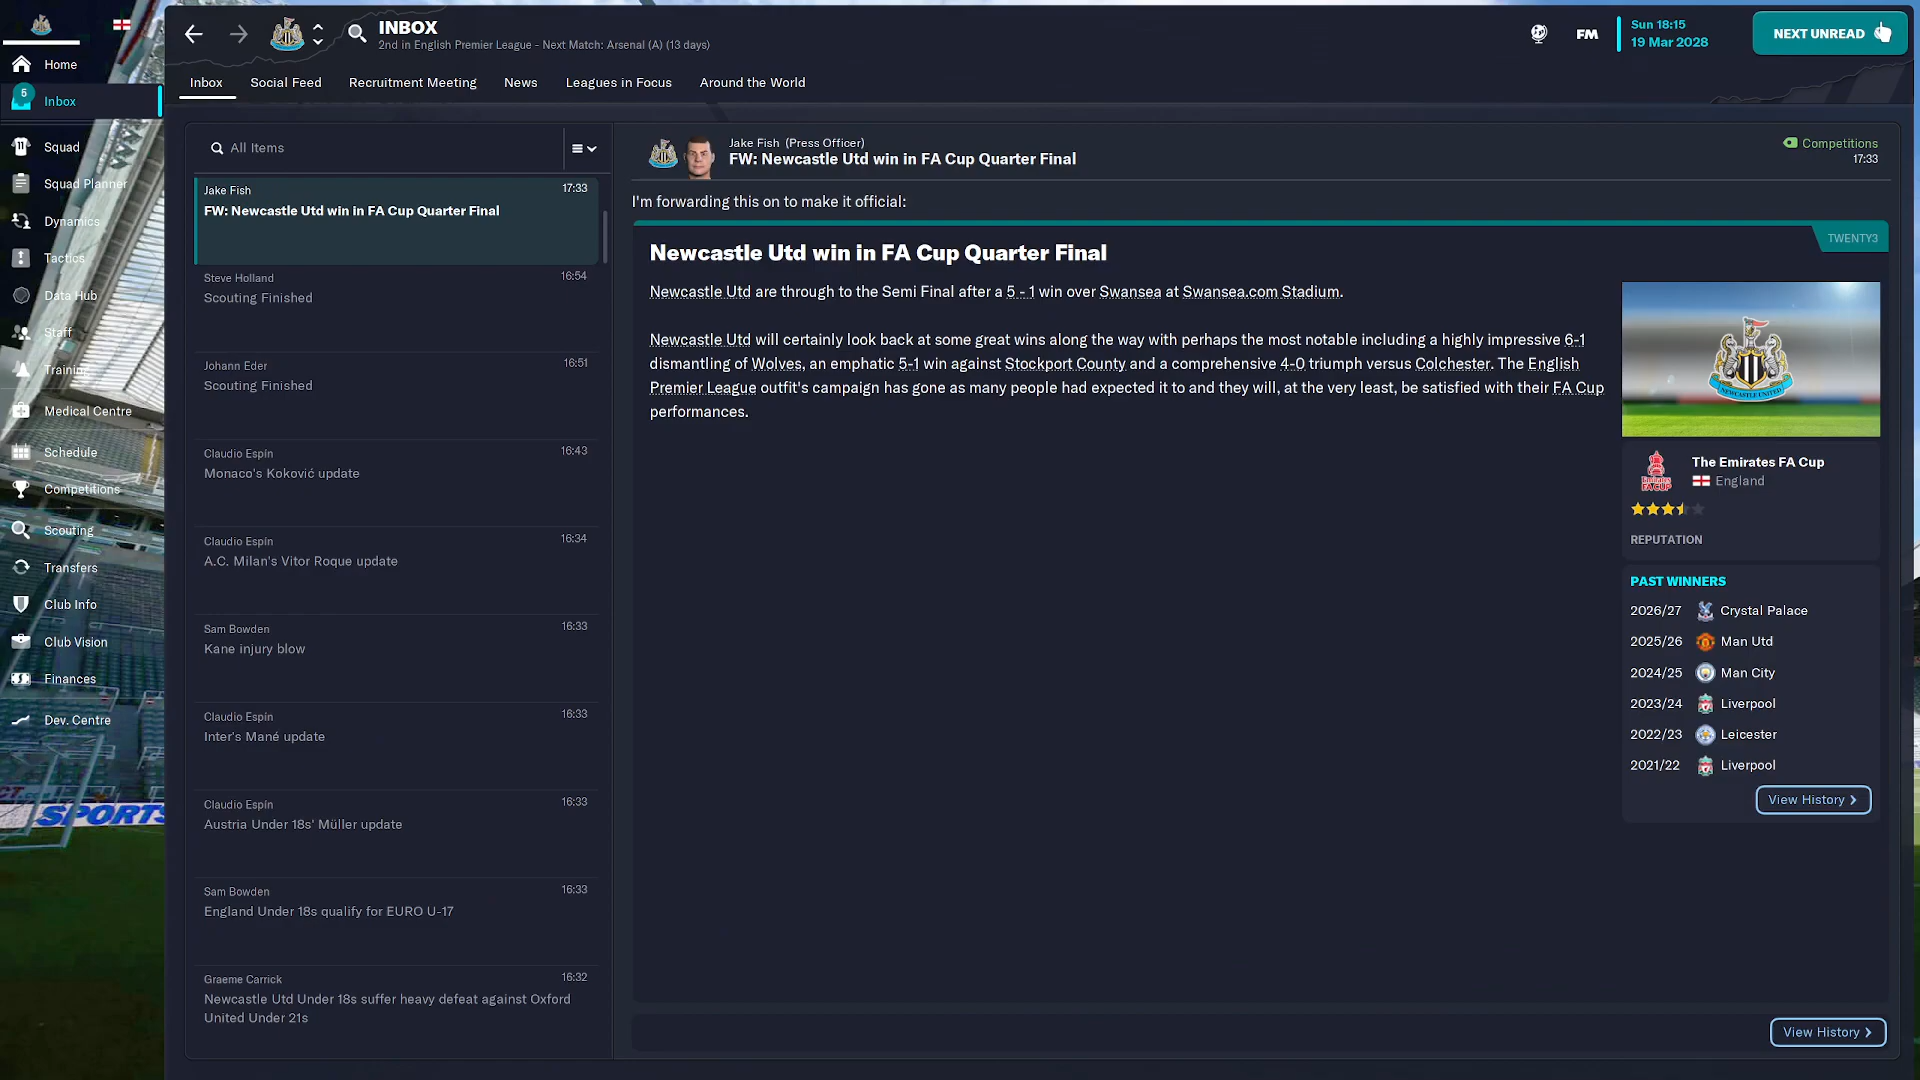 Home
5
Inbox
Squad
Squad Planner
Dynamics
Tactics
Data Hub
Staff
Training
Medical Centre
Schedule
Competitions
Scouting
Transfers
Club Info
Club Vision
Finances
Dev. Centre
SPORTS
INBOX
2nd in English Premier League - Next Match: Arsenal (A) (13 days)
FM
Sun 18:15
19 Mar 2028
NEXT UNREAD
Inbox
Social Feed
Recruitment Meeting
News
Leagues in Focus
Around the World
All Items
Jake Fish
17:33
FW: Newcastle Utd win in FA Cup Quarter Final
Steve Holland
16:54
Scouting Finished
Johann Eder
16:51
Scouting Finished
Claudio Espín
16:43
Monaco's Koković update
Claudio Espín
16:34
A.C. Milan's Vitor Roque update
Sam Bowden
16:33
Kane injury blow
Claudio Espín
16:33
Inter's Mané update
Claudio Espín
16:33
Austria Under 18s' Müller update
Sam Bowden
16:33
England Under 18s qualify for EURO U-17
Graeme Carrick
16:32
Newcastle Utd Under 18s suffer heavy defeat against Oxford
United Under 21s
Jake Fish (Press Officer)
FW: Newcastle Utd win in FA Cup Quarter Final
Competitions
17:33
I'm forwarding this on to make it official:
TWENTY3
Newcastle Utd win in FA Cup Quarter Final
Newcastle Utd are through to the Semi Final after a 5 - 1 win over Swansea at Swansea.com Stadium.
Newcastle Utd will certainly look back at some great wins along the way with perhaps the most notable including a highly impressive 6-1
dismantling of Wolves, an emphatic 5-1 win against Stockport County and a comprehensive 4-0 triumph versus Colchester. The English
Premier League outfit's campaign has gone as many people had expected it to and they will, at the very least, be satisfied with their FA Cup
performances.
NEWCASTLE UNITED
Emirates
FA CUP
The Emirates FA Cup
England
REPUTATION
PAST WINNERS
2026/27 Crystal Palace
2025/26 Man Utd
2024/25 Man City
2023/24 Liverpool
2022/23 Leicester
2021/22 Liverpool
View History
View History